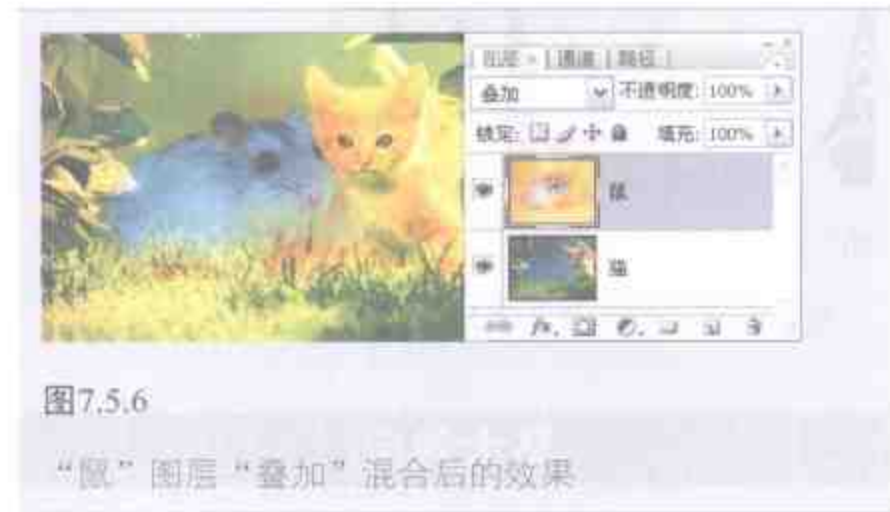 图层 × | 通道 | 路径 |
叠加 不透明度: 100%
锁定: 填充: 100%
鼠
猫
图7.5.6
“鼠”图层“叠加”混合后的效果